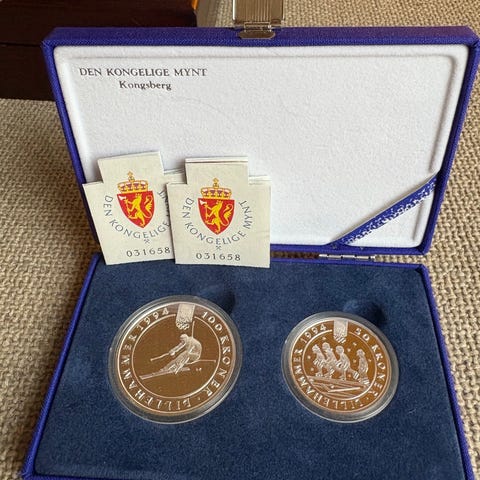 DEN KONGELIGE MYNT
Kongsberg
DEN KONGELIGE MYNT
031658
DEN KONGELIGE MYNT
031658
LILLEHAMMER 1994 100 KRONER
LILLEHAMMER 1994 50 KRONER